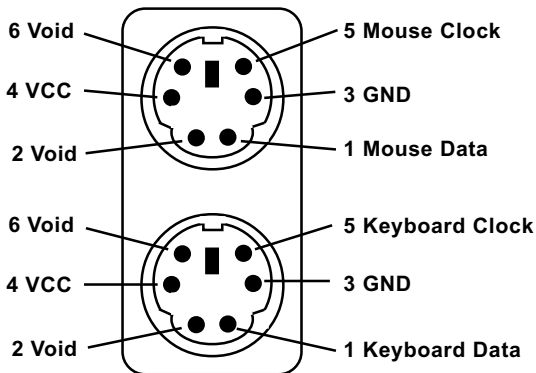 6 Void 5 Mouse Clock
4 VCC 3 GND
2 Void 1 Mouse Data
6 Void 5 Keyboard Clock
4 VCC 3 GND
2 Void 1 Keyboard Data